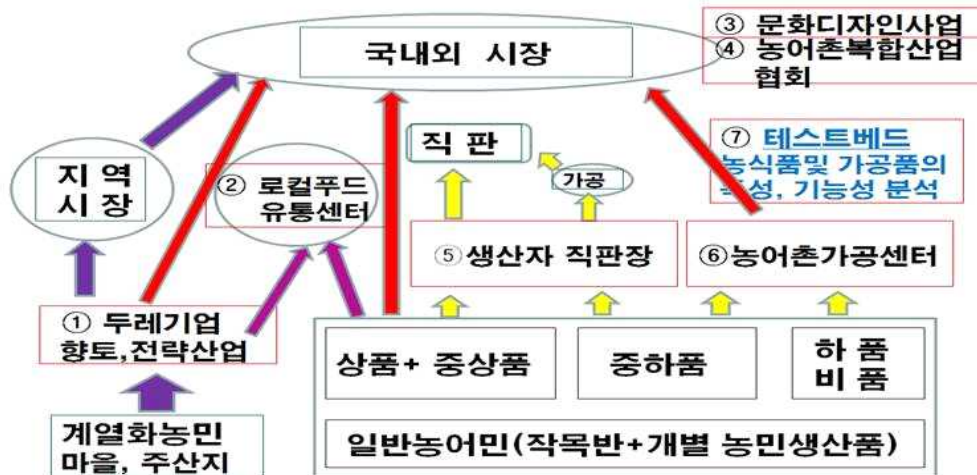 국내외 시장
③ 문화디자인사업
④ 농어촌복합산업
협회
직 판
가공
⑦ 테스트베드
농식품및 가공품의
독성, 기능성 분석
지 역
시 장
② 로컬푸드
유통센터
⑤ 생산자 직판장
⑥농어촌가공센터
① 두레기업
향토,전략산업
상품+ 중상품
중하품
하 품
비 품
계열화농민
마을, 주산지
일반농어민(작목반+개별 농민생산품)